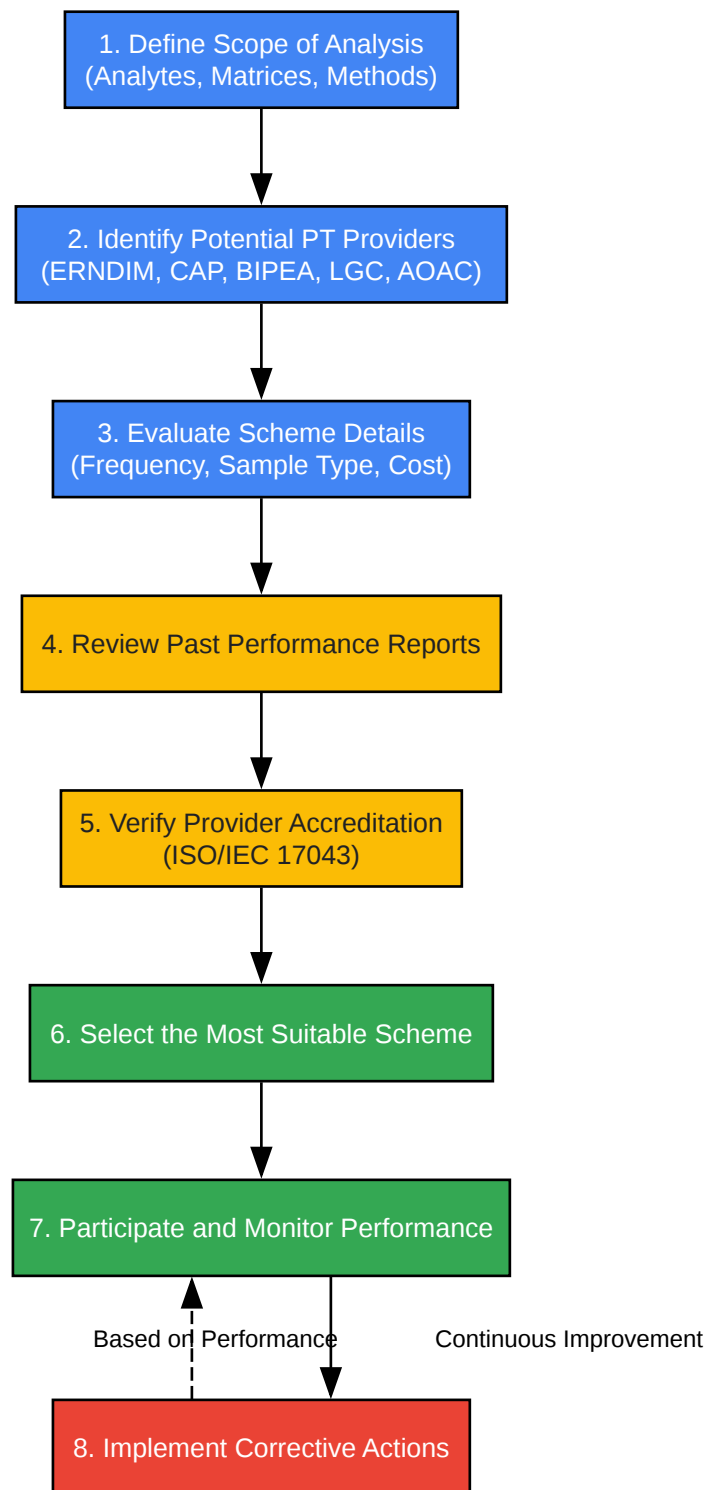 1. Define Scope of Analysis
(Analytes, Matrices, Methods)
2. Identify Potential PT Providers
(ERNDIM, CAP, BIPEA, LGC, AOAC)
3. Evaluate Scheme Details
(Frequency, Sample Type, Cost)
4. Review Past Performance Reports
5. Verify Provider Accreditation
(ISO/IEC 17043)
6. Select the Most Suitable Scheme
7. Participate and Monitor Performance
Based on Performance
Continuous Improvement
8. Implement Corrective Actions